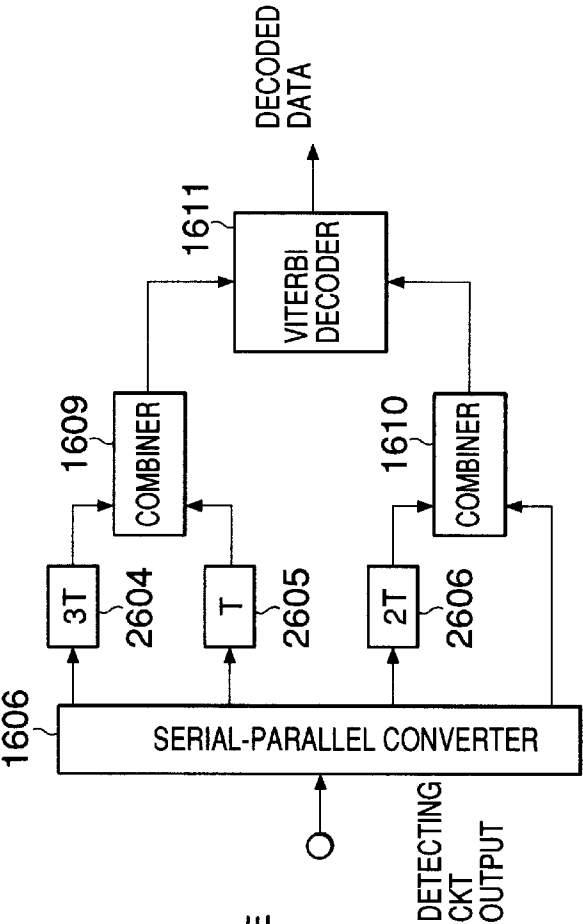 DETECTING
CKT
OUTPUT
1606
SERIAL-PARALLEL CONVERTER
3T
2604
T
2605
2T
2606
1609
COMBINER
1610
COMBINER
1611
VITERBI
DECODER
DECODED
DATA